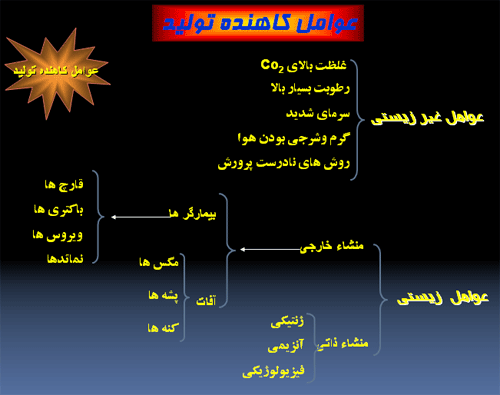 عوامل کاهنده تولید
عوامل کاهنده تولید
عوامل غیر زیستی
غلظت بالای Co2
رطوبت بسیار بالا
سرمای شدید
گرم وشرجی بودن هوا
روش های نادرست پرورش
عوامل زیستی
منشاء خارجی
بیمارگر ها
قارچ ها
باکتری ها
ویروس ها
نماتدها
آفات
مگس ها
پشه ها
کنه ها
منشاء ذاتی
ژنتیکی
آنزیمی
فیزیولوژیکی